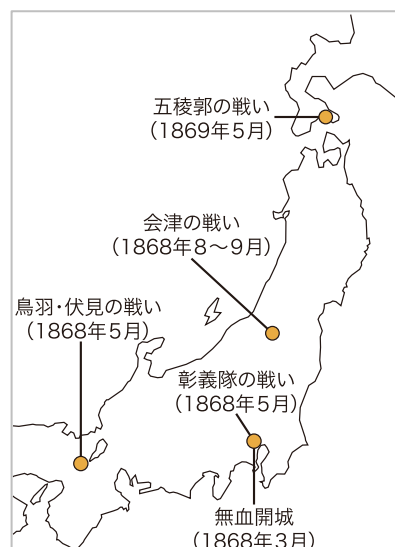 五稜郭の戦い
（1869年5月）
会津の戦い
（1868年8～9月）
鳥羽・伏見の戦い
（1868年5月）
彰義隊の戦い
（1868年5月）
無血開城
（1868年3月）